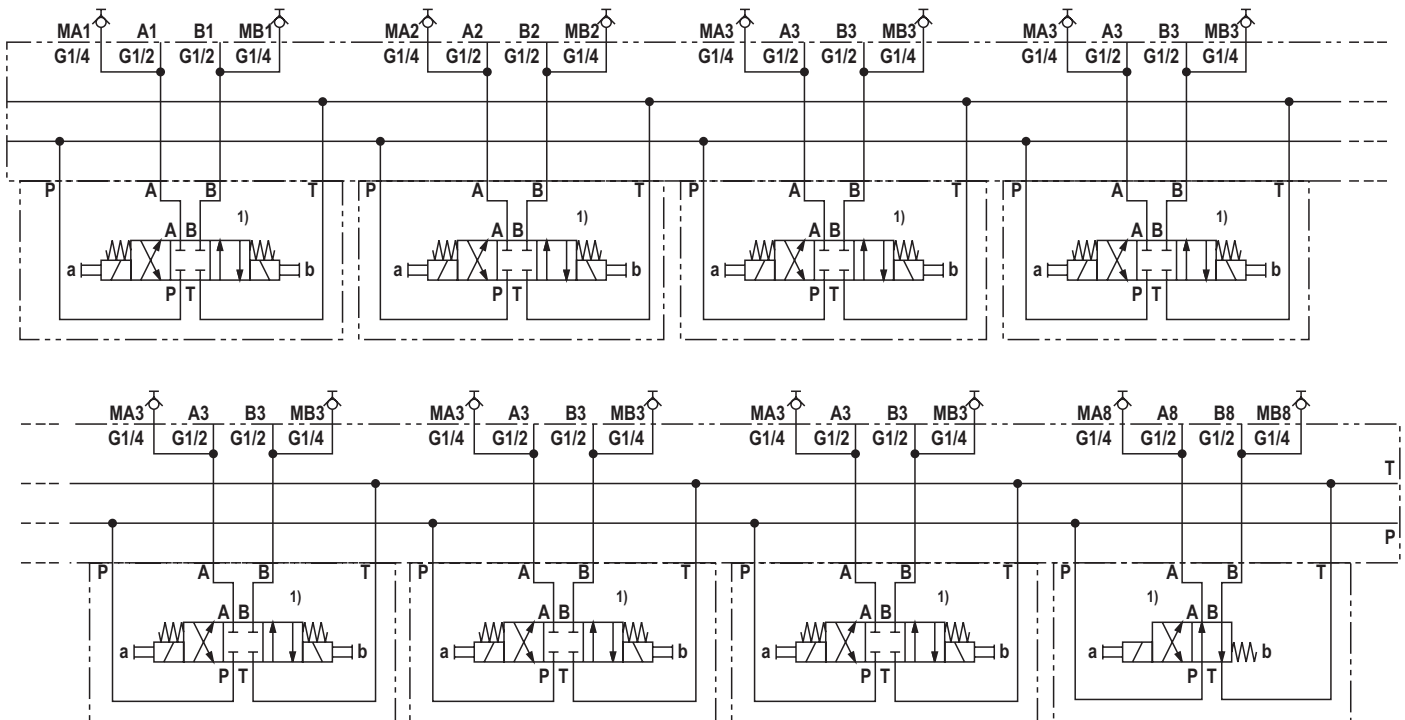 MA1 A1 B1 MB1 MA2 A2 B2 MB2 MA3 A3 B3 MB3 MA3 A3 B3 MB3
G1/4 G1/2 G1/2 G1/4 G1/4 G1/2 G1/2 G1/4 G1/4 G1/2 G1/2 G1/4 G1/4 G1/2 G1/2 G1/4
P A B T P A B T P A B T P A B T
1) 1) 1) 1)
A B A B A B A B
a b a b a b a b
P T P T P T P T
MA3 A3 B3 MB3 MA3 A3 B3 MB3 MA3 A3 B3 MB3 MA8 A8 B8 MB8
G1/4 G1/2 G1/2 G1/4 G1/4 G1/2 G1/2 G1/4 G1/4 G1/2 G1/2 G1/4 G1/4 G1/2 G1/2 G1/4
T
P
P A B T P A B T P A B T P A B T
1) 1) 1) 1)
A B A B A B A B
a b a b a b a b
P T P T P T P T